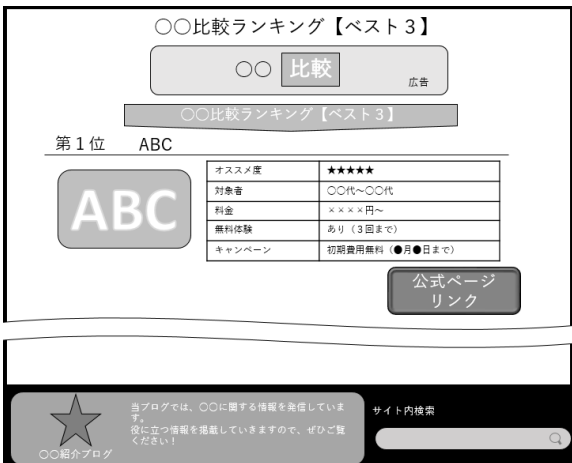 ○○比較ランキング【ベスト３】
○○ 比較
広告
○○比較ランキング【ベスト３】
第１位 ABC
ABC
オススメ度 ★★★★★
対象者 ○○代～○○代
料金 ××××円～
無料体験 あり（３回まで）
キャンペーン 初期費用無料（●月●日まで）
公式ページ
リンク
当ブログでは、○○に関する情報を発信していま
す。
役に立つ情報を掲載していきますので、ぜひご覧
ください！
○○紹介ブログ
サイト内検索